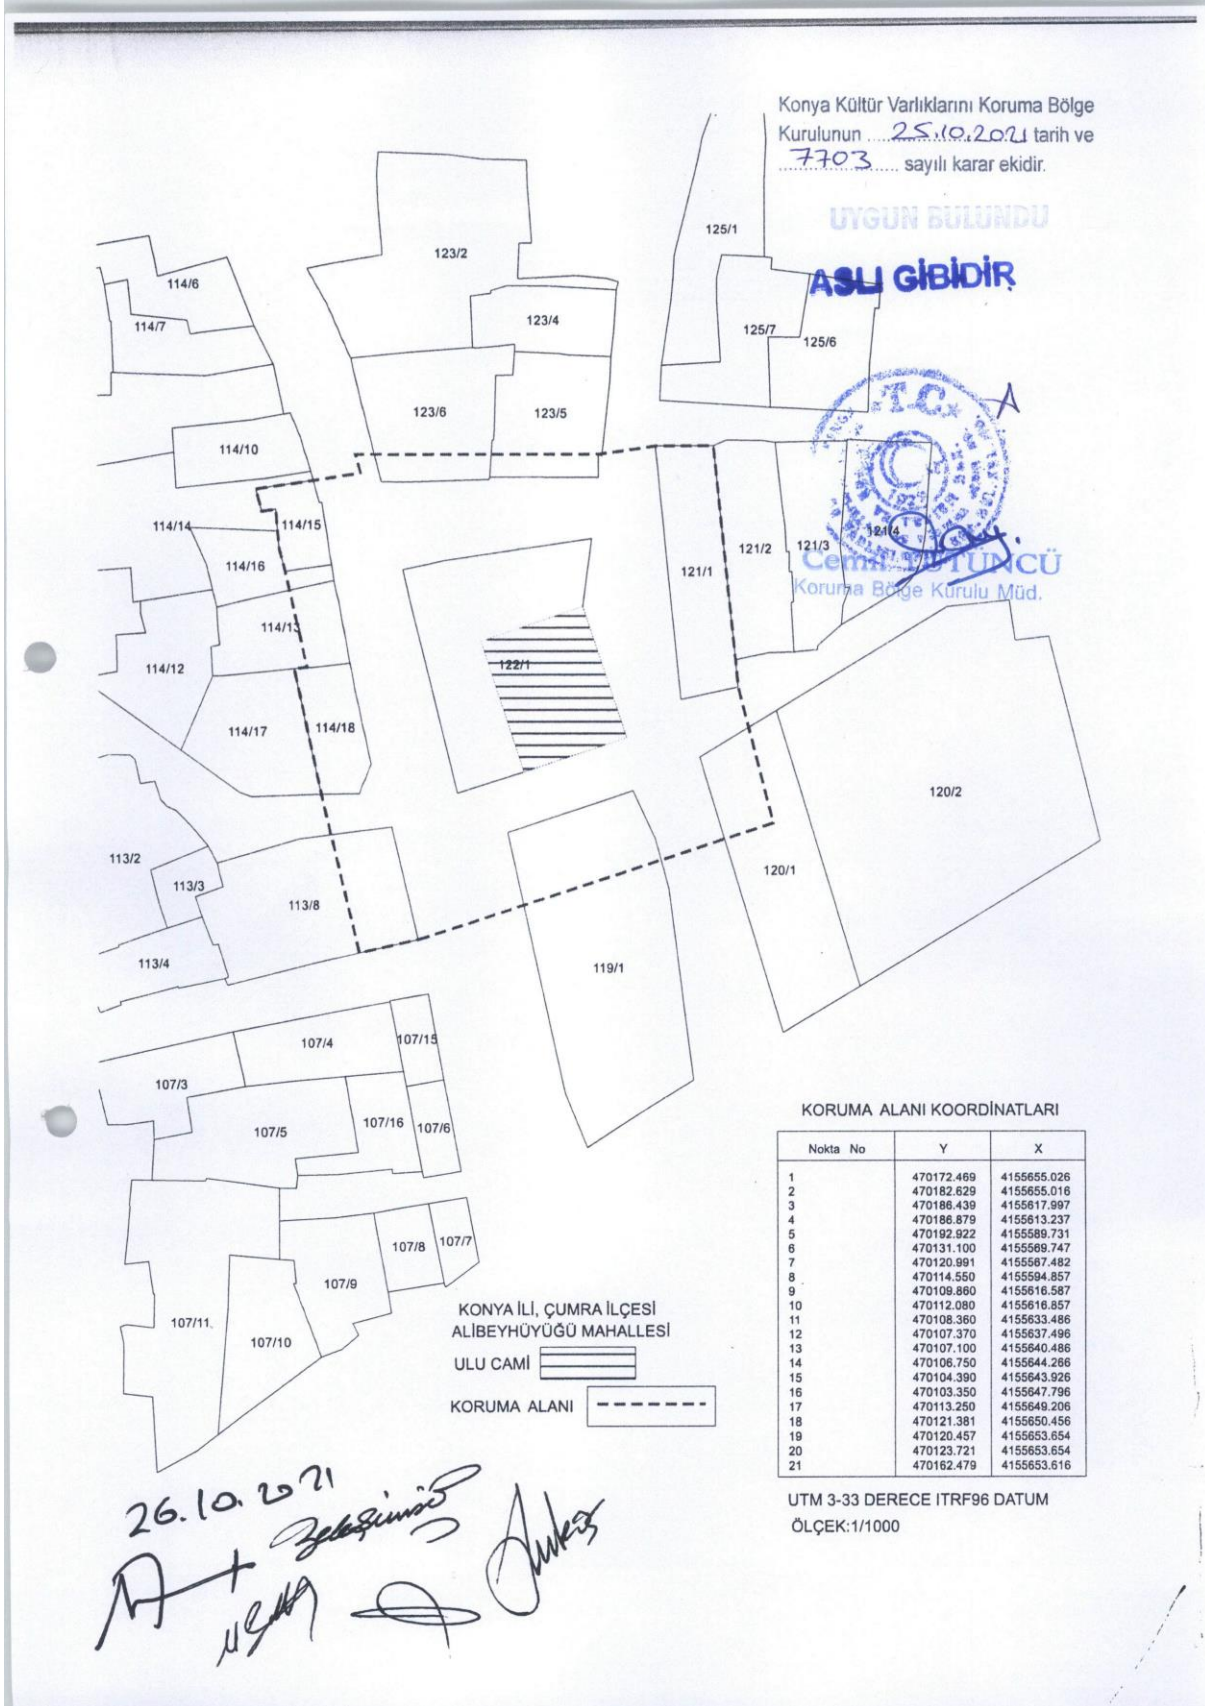 Konya Kültür Varlıklarını Koruma Bölge
Kurulunun ....25.10.2021 tarih ve
....7703.... sayılı karar ekidir.
UYGUN BULUNDU
ASLI GİBİDİR
125/1
123/2
114/6
114/7
123/4
125/7
125/6
123/6
123/5
T.C.
114/10
114/14
114/15
121/2
121/3
121/4
114/16
121/1
Cemil TÜTÜNCÜ
Koruma Bölge Kurulu Müd.
114/13
114/12
122/1
114/17
114/18
120/2
113/2
113/3
113/8
120/1
113/4
119/1
107/4
107/15
107/3
107/5
107/16
107/6
107/8
107/7
107/9
107/11
107/10
KORUMA ALANI KOORDİNATLARI
Nokta No Y X
1 470172.469 4155655.026
2 470182.629 4155655.016
3 470186.439 4155617.997
4 470186.879 4155613.237
5 470192.922 4155589.731
6 470131.100 4155569.747
7 470120.991 4155567.482
8 470114.550 4155594.857
9 470109.860 4155616.587
10 470112.080 4155616.857
11 470108.360 4155633.486
12 470107.370 4155637.496
13 470107.100 4155640.486
14 470106.750 4155644.266
15 470104.390 4155643.926
16 470103.350 4155647.796
17 470113.250 4155649.206
18 470121.381 4155650.456
19 470120.457 4155653.654
20 470123.721 4155653.654
21 470162.479 4155653.616
UTM 3-33 DERECE ITRF96 DATUM
ÖLÇEK:1/1000
KONYA İLİ, ÇUMRA İLÇESİ
ALİBEYHÜYÜĞÜ MAHALLESİ
ULU CAMİ
KORUMA ALANI
26.10.2021